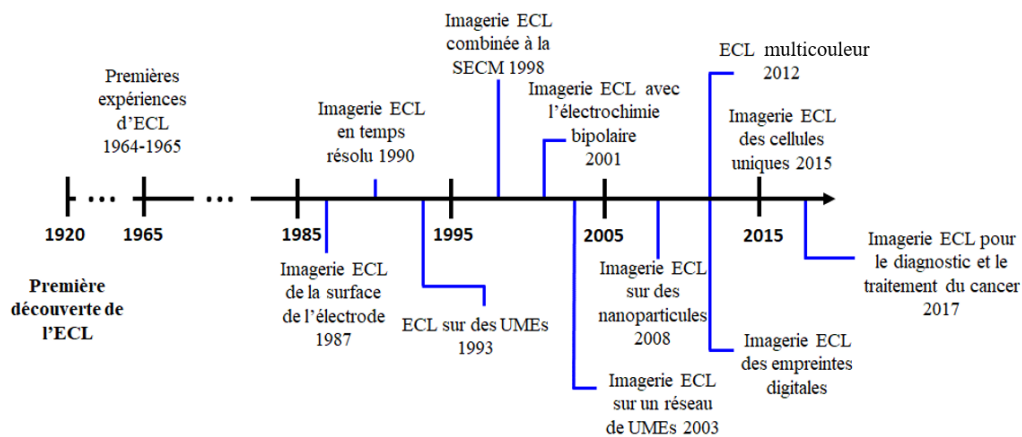 Premières
expériences
d’ECL
1964-1965
Imagerie ECL
en temps
résolu 1990
Imagerie ECL
combinée à la
SECM 1998
Imagerie ECL avec
l’électrochimie
bipolaire
2001
ECL multicouleur
2012
Imagerie ECL
des cellules
uniques 2015
1920
1965
1985
1995
2005
2015
Première
découverte de
l’ECL
Imagerie ECL
de la surface
de l’électrode
1987
ECL sur des UMEs
1993
Imagerie ECL
sur un réseau
de UMEs 2003
Imagerie ECL
sur des
nanoparticules
2008
Imagerie ECL
des empreintes
digitales
Imagerie ECL pour
le diagnostic et le
traitement du cancer
2017